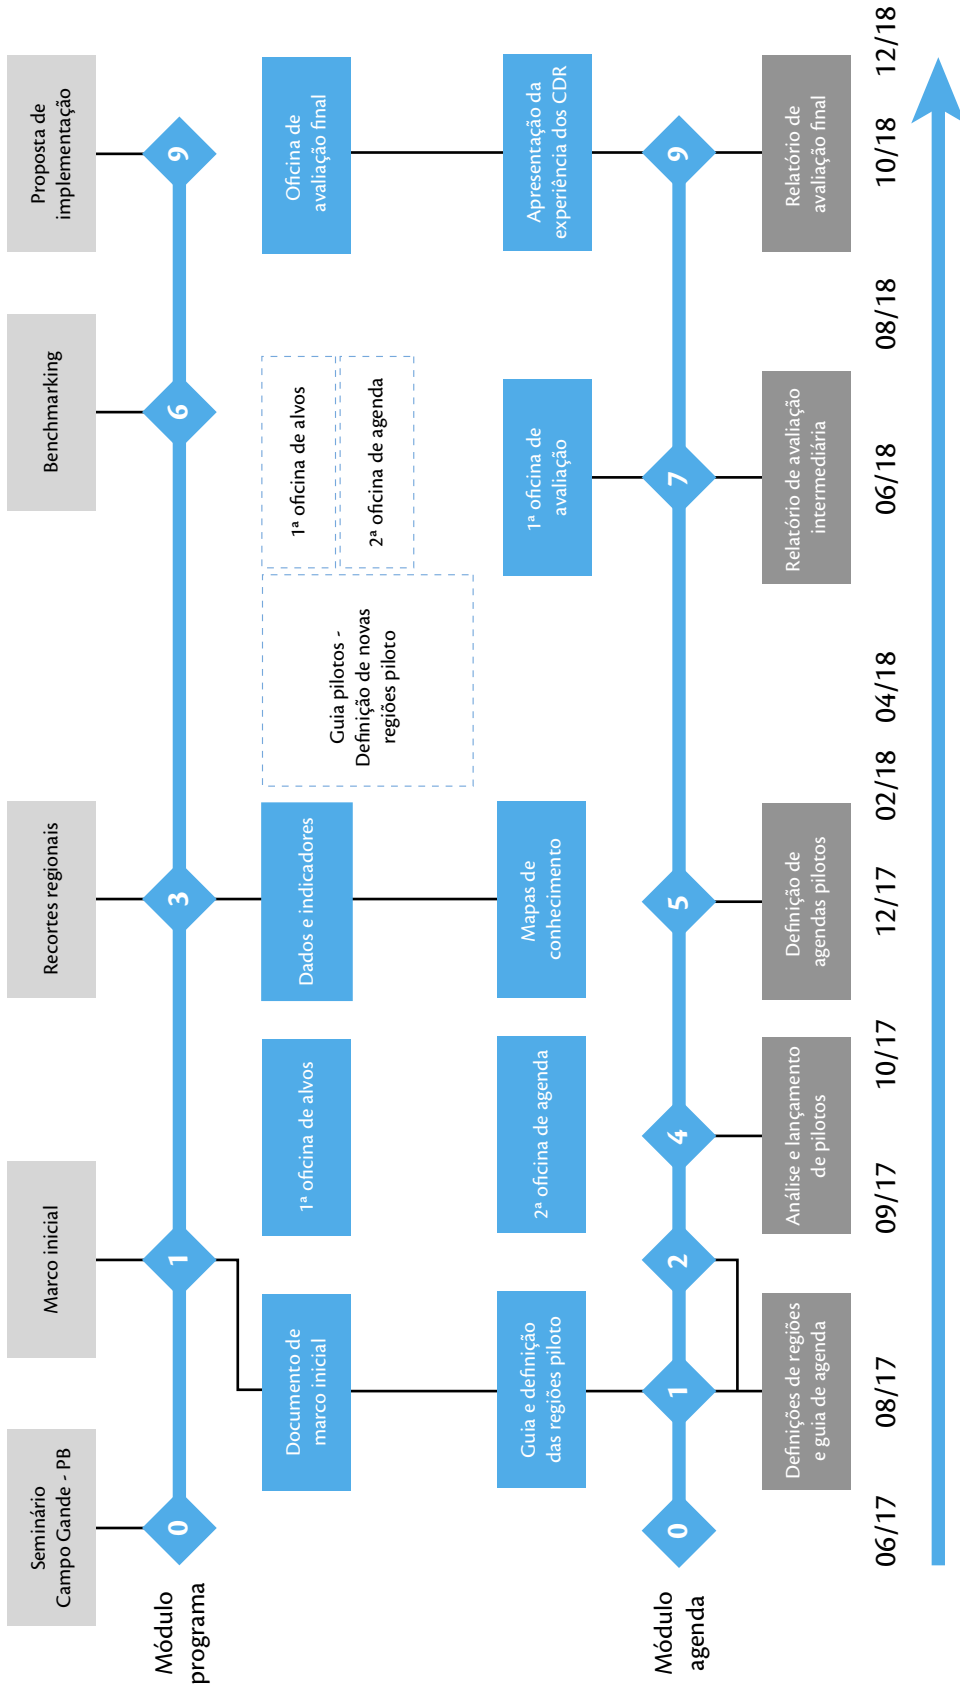 Seminário
Campo Gande - PB
Marco inicial
Recortes regionais
Benchmarking
Proposta de
implementação
Módulo
programa
0
1
3
6
9
Documento de
marco inicial
1ª oficina de alvos
Dados e indicadores
Guia pilotos -
Definição de novas
regiões piloto
1ª oficina de alvos
2ª oficina de agenda
Oficina de
avaliação final
Guia e definição
das regiões piloto
2ª oficina de agenda
Mapas de
conhecimento
1ª oficina de
avaliação
Apresentação da
experiência dos CDR
Módulo
agenda
0
1
2
4
5
7
9
Definições de regiões
e guia de agenda
Análise e lançamento
de pilotos
Definição de
agendas pilotos
Relatório de avaliação
intermediária
Relatório de
avaliação final
06/17
08/17
09/17
10/17
12/17
02/18
04/18
06/18
08/18
10/18
12/18